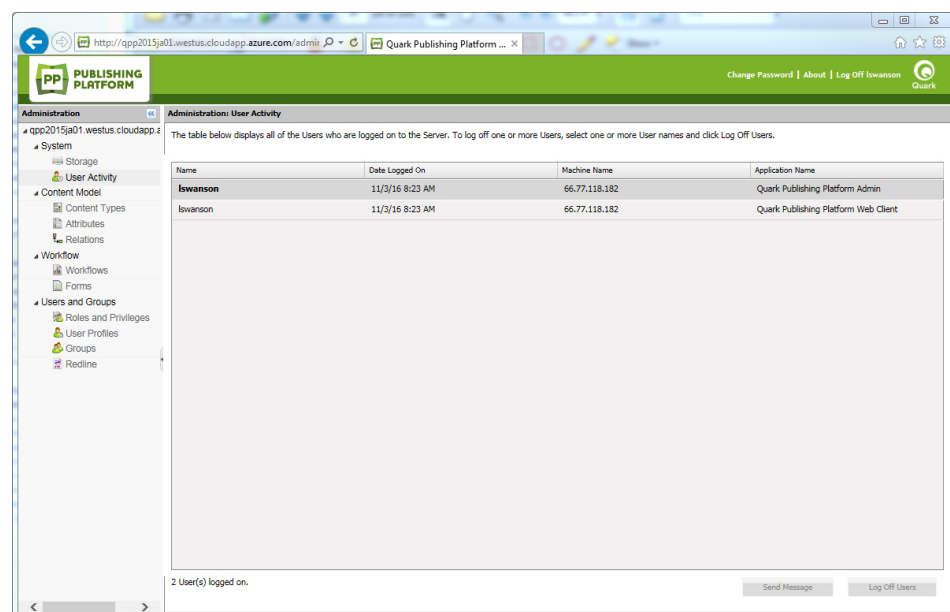 http://qpp2015ja01.westus.cloudapp.azure.com/admin
Quark Publishing Platform ...
PP PUBLISHING
PLATFORM
Change Password | About | Log Off lswanson
Quark
Administration
Administration: User Activity
qpp2015ja01.westus.cloudapp.a
The table below displays all of the Users who are logged on to the Server. To log off one or more Users, select one or more User names and click Log Off Users.
System
Storage
User Activity
Content Model
Content Types
Attributes
Relations
Workflow
Workflows
Forms
Users and Groups
Roles and Privileges
User Profiles
Groups
Redline
Name Date Logged On Machine Name Application Name
lswanson 11/3/16 8:23 AM 66.77.118.182 Quark Publishing Platform Admin
lswanson 11/3/16 8:23 AM 66.77.118.182 Quark Publishing Platform Web Client
2 User(s) logged on.
Send Message Log Off Users